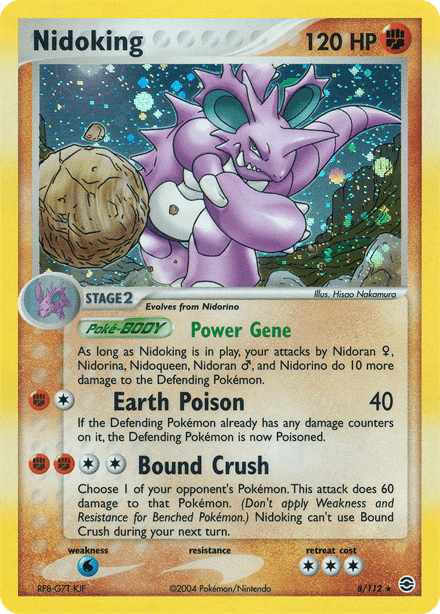 Nidoking 120 HP
Illus. Hisao Nakamura
STAGE2
Evolves from Nidorino
Poké-BODY Power Gene
As long as Nidoking is in play, your attacks by Nidoran ♀,
Nidorina, Nidoqueen, Nidoran ♂, and Nidorino do 10 more
damage to the Defending Pokémon.
Earth Poison 40
If the Defending Pokémon already has any damage counters
on it, the Defending Pokémon is now Poisoned.
Bound Crush
Choose 1 of your opponent's Pokémon. This attack does 60
damage to that Pokémon. (Don't apply Weakness and
Resistance for Benched Pokémon.) Nidoking can't use Bound
Crush during your next turn.
weakness resistance retreat cost
RF8-G7T-KJF ©2004 Pokémon/Nintendo 8/112 ★